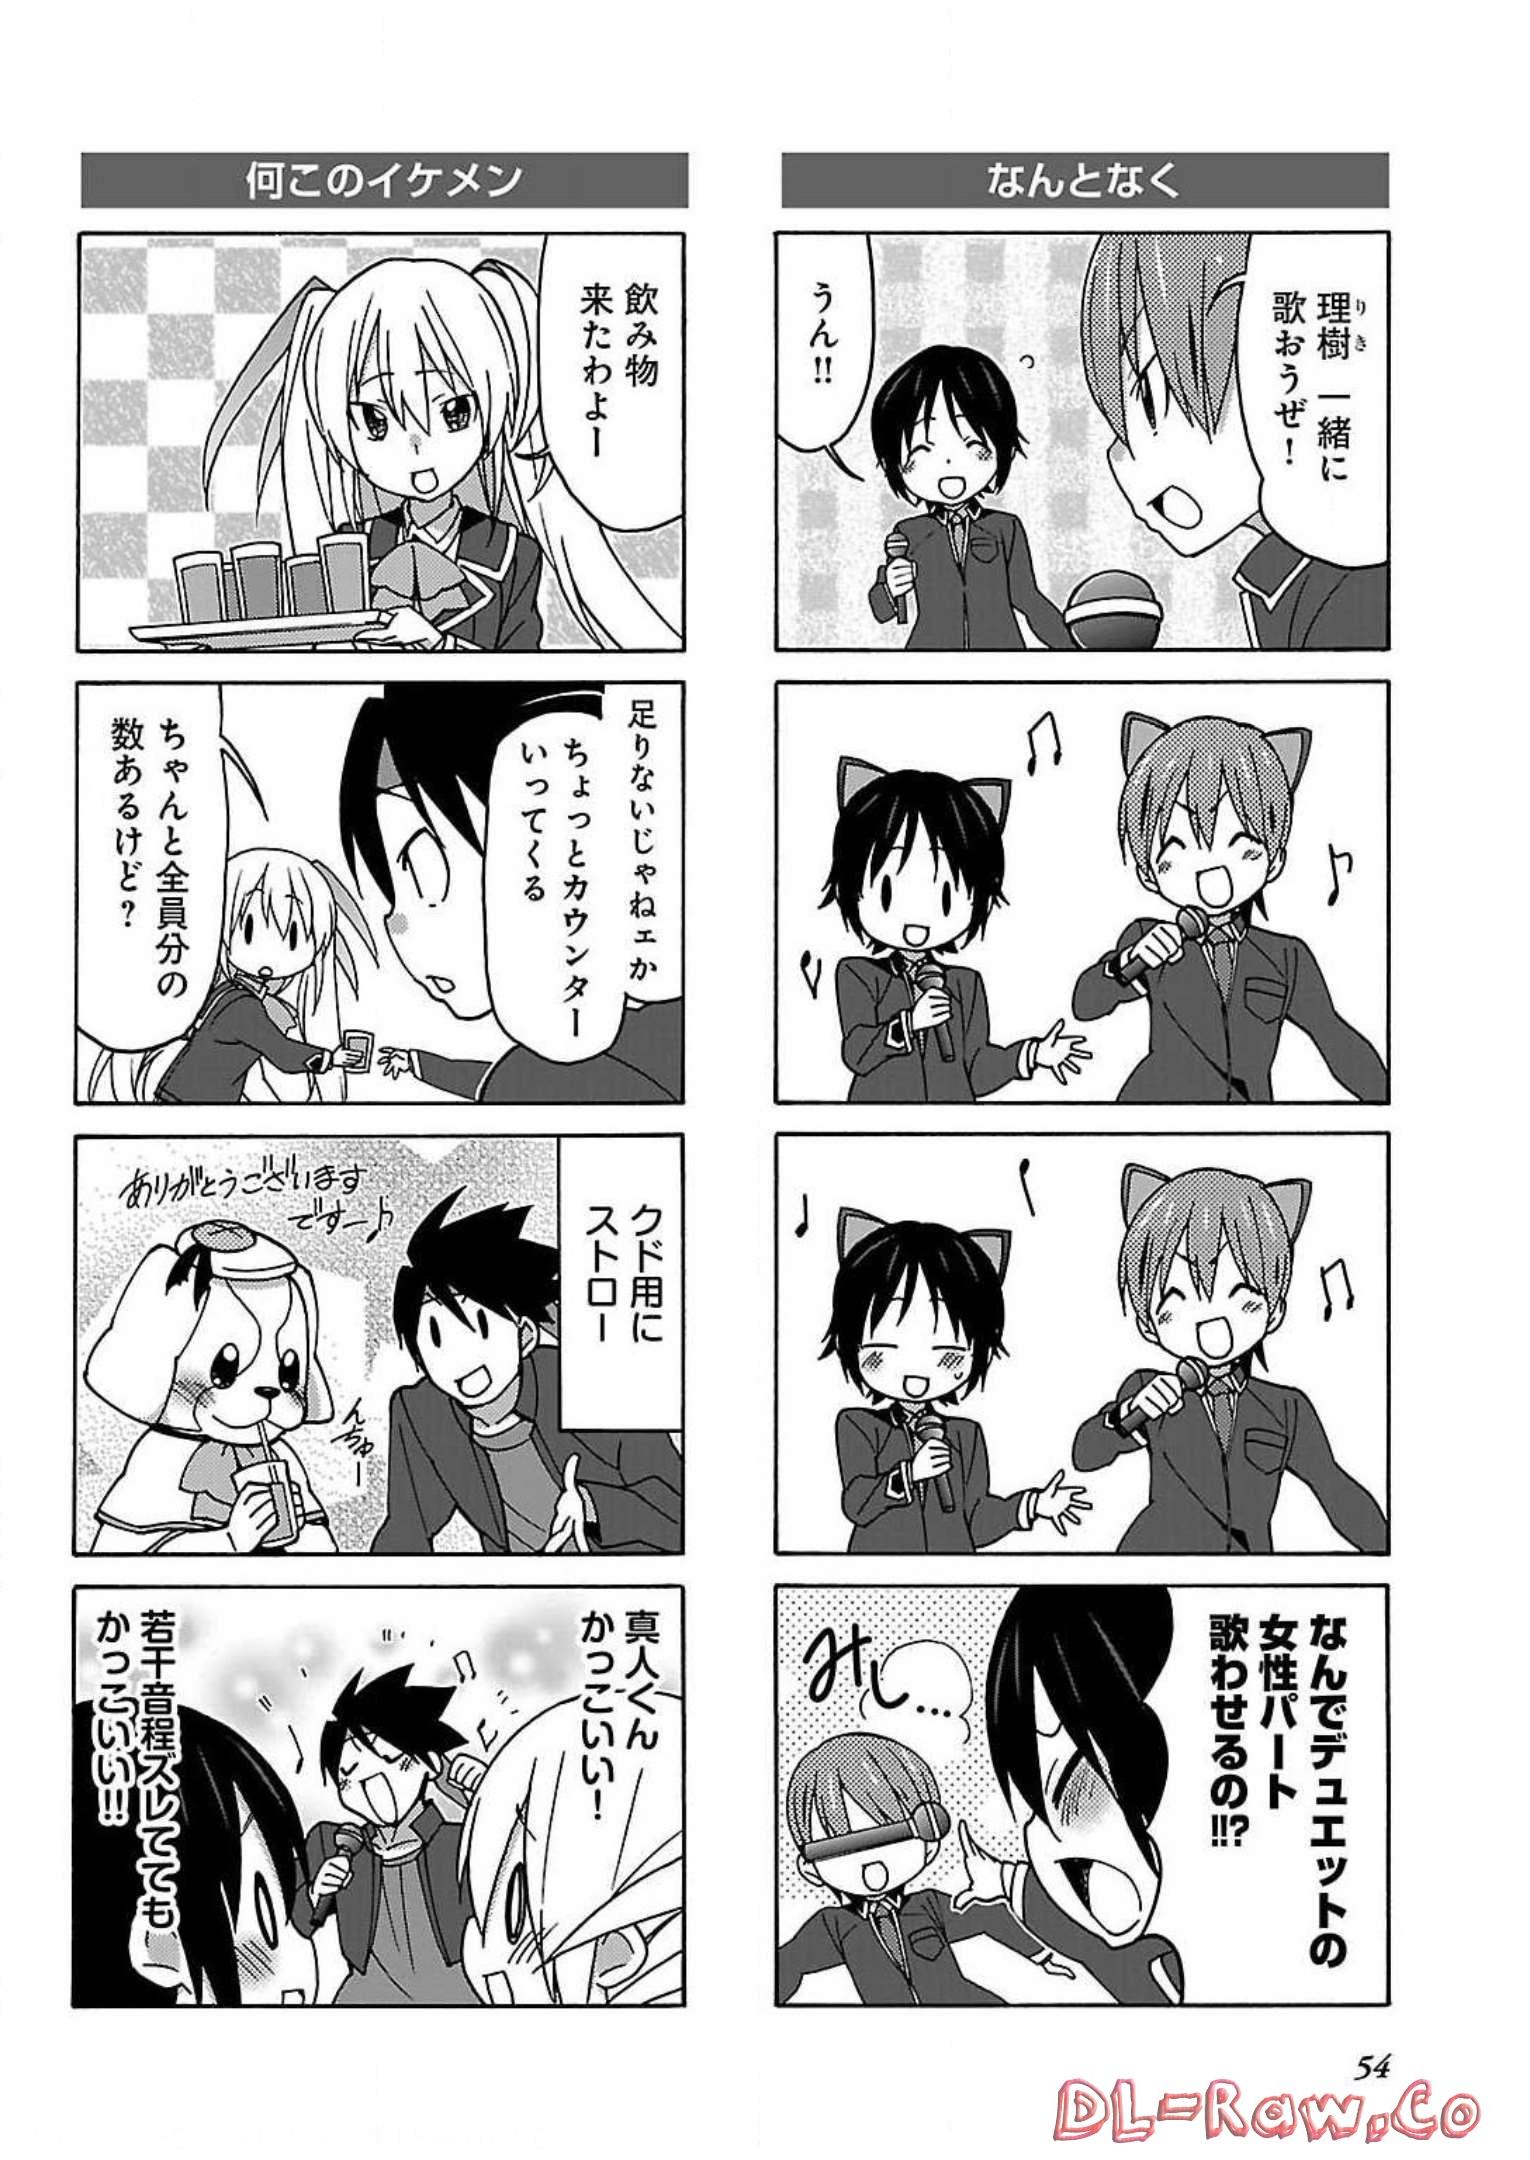 なんとなく
理樹 一緒に
りき
歌おうぜ!
うん!!
なんでデュエットの
女性パート
歌わせるの!!?
みし…
何このイケメン
飲み物
来たわよー
足りないじゃねェか
ちょっとカウンター
いってくる
ちゃんと全員分の
数あるけど?
クド用に
ストロー
ありがとうございます
ですー♪
んちゅー
真人くん
かっこいい!
若干音程ズレてても
かっこいい!!
54
DL-Raw.Co